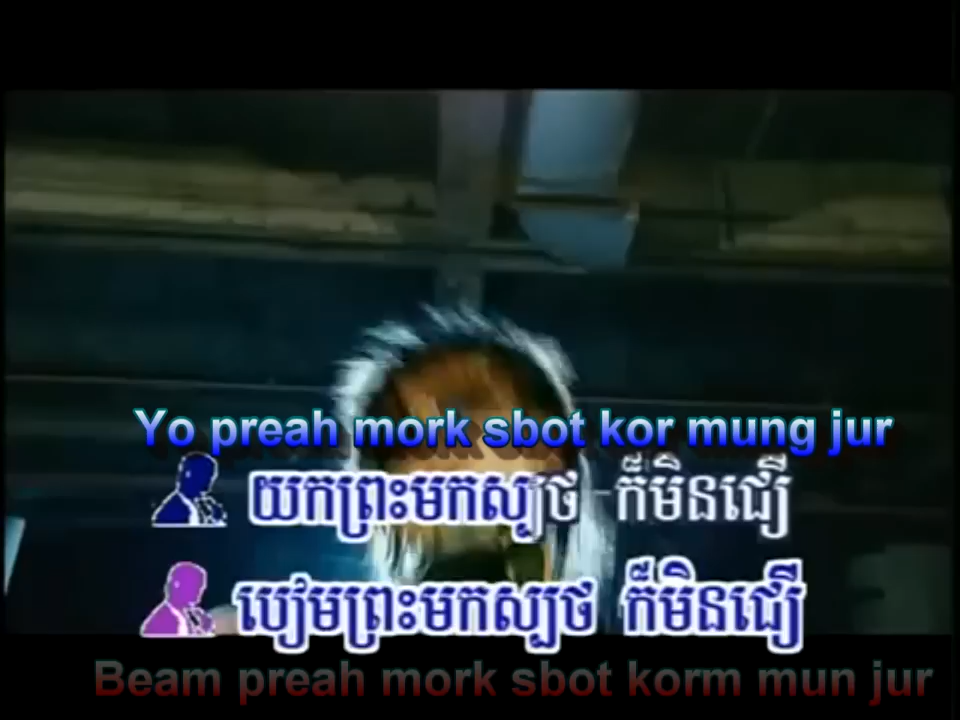 Yo preah mork sbot kor mung jur
យកព្រះមកស្បថ ក៏មិនជឿ
បៀមព្រះមកស្បថ ក៏មិនជឿ
Beam preah mork sbot korm mun jur